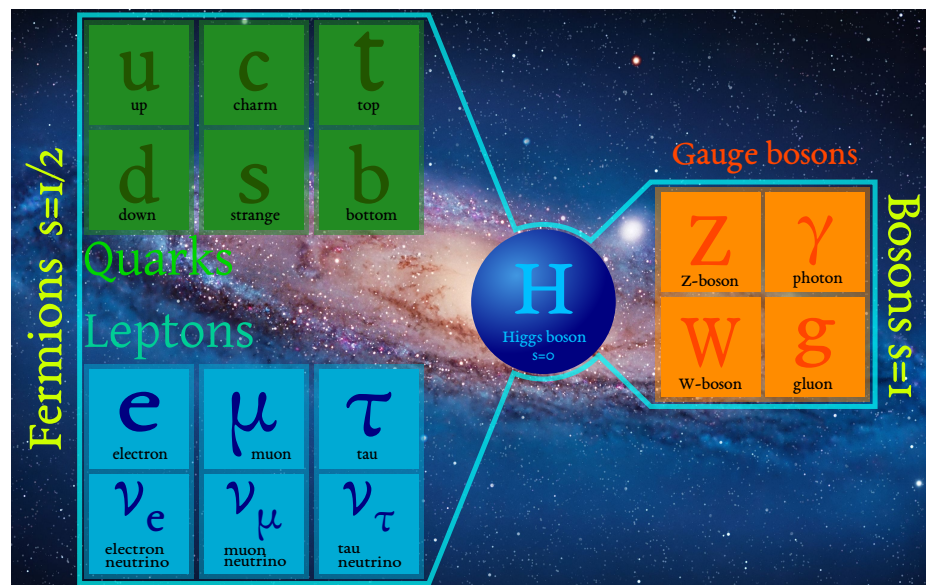 Fermions s=1/2
u
up
c
charm
t
top
d
down
s
strange
b
bottom
Quarks
Leptons
e
electron
μ
muon
τ
tau
νe
electron
neutrino
νμ
muon
neutrino
ντ
tau
neutrino
H
Higgs boson
s=0
Gauge bosons
Z
Z-boson
γ
photon
W
W-boson
g
gluon
Bosons s=1